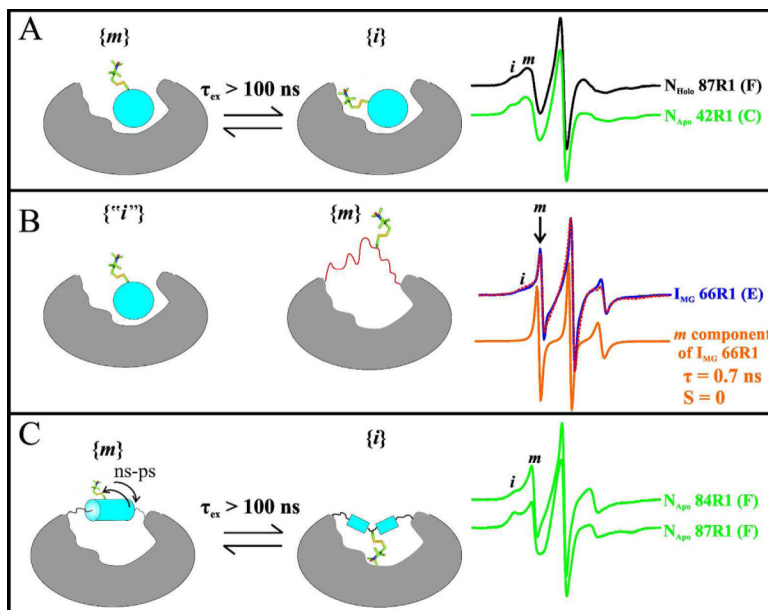 A
{m}
{i}
τex > 100 ns
i
m
NHolo 87R1 (F)
NApo 42R1 (C)
B
{"i"}
{m}
m
i
IMG 66R1 (E)
m component
of IMG 66R1
τ = 0.7 ns
S = 0
C
{m}
ns-ps
{i}
τex > 100 ns
i
m
NApo 84R1 (F)
NApo 87R1 (F)